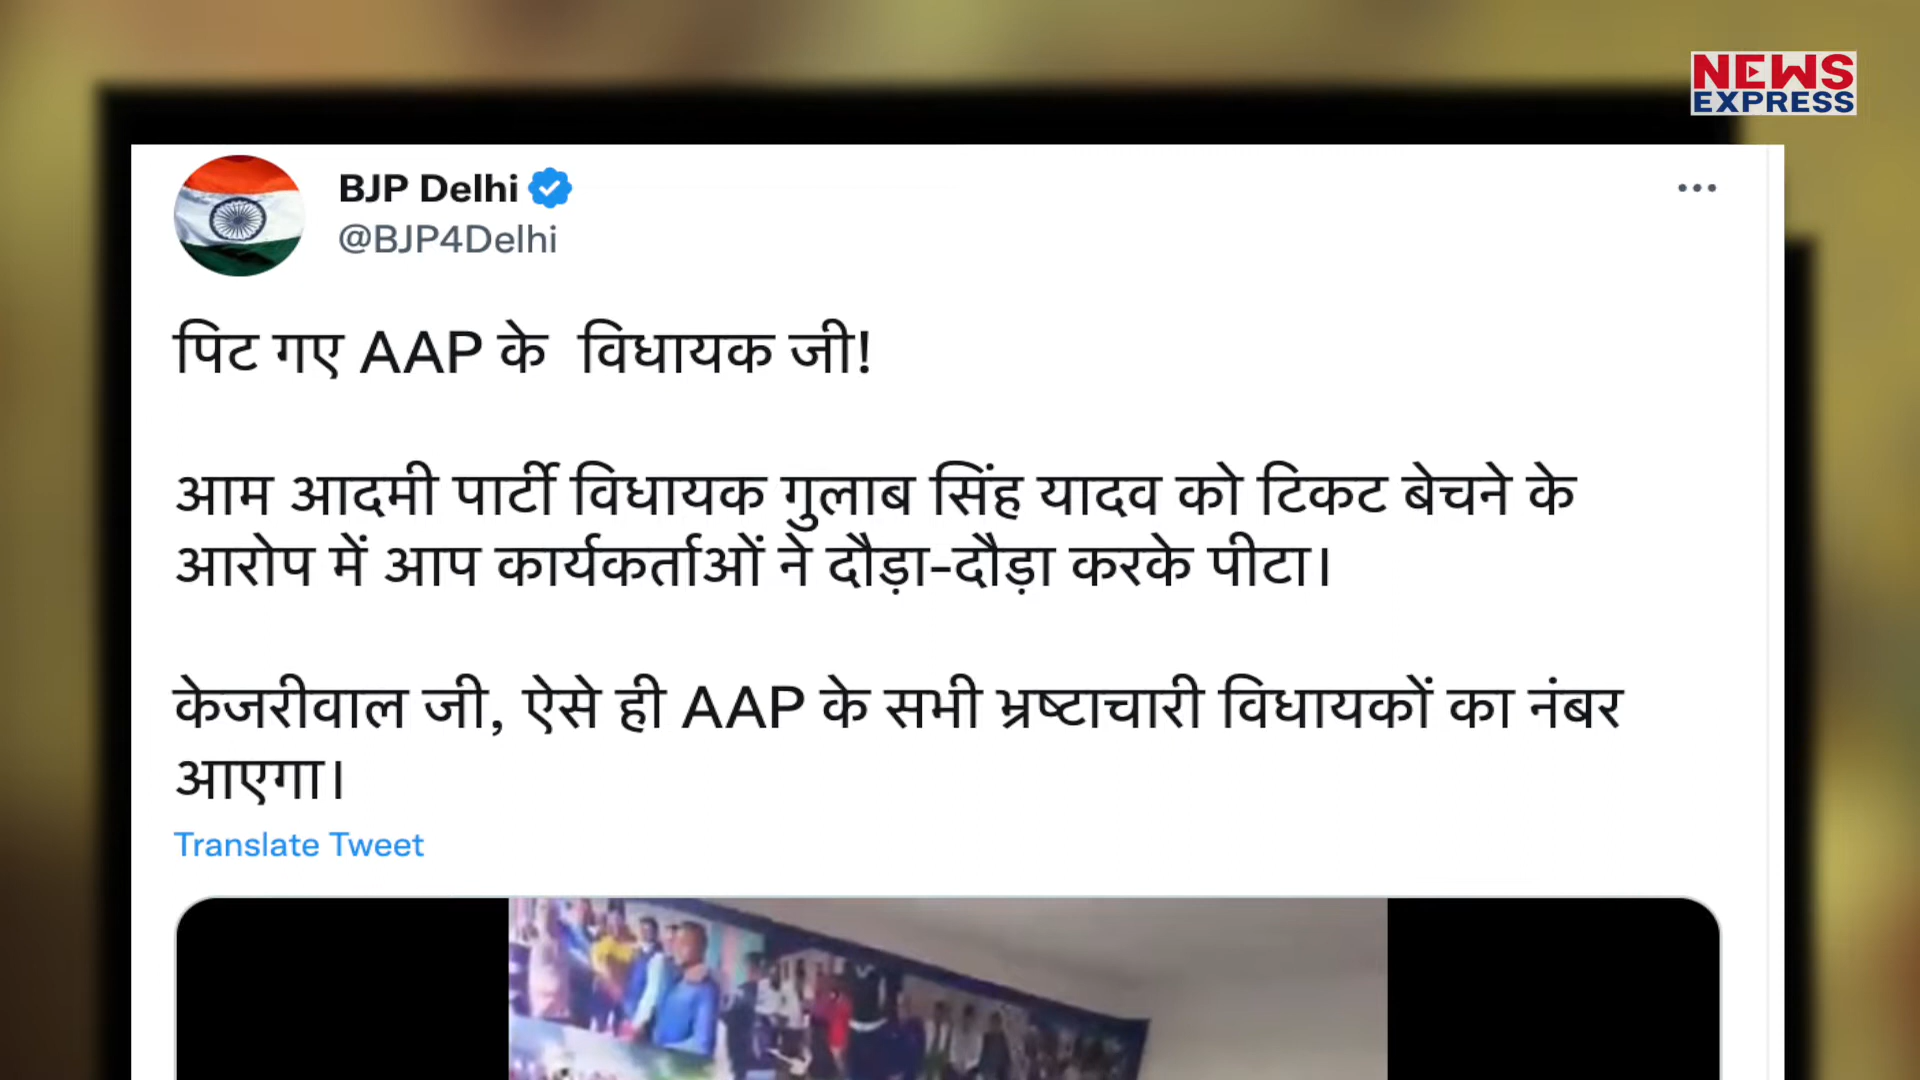 NEWS
EXPRESS
BJP Delhi
@BJP4Delhi
पिट गए AAP के विधायक जी!
आम आदमी पार्टी विधायक गुलाब सिंह यादव को टिकट बेचने के
आरोप में आप कार्यकर्ताओं ने दौड़ा-दौड़ा करके पीटा।
केजरीवाल जी, ऐसे ही AAP के सभी भ्रष्टाचारी विधायकों का नंबर
आएगा।
Translate Tweet